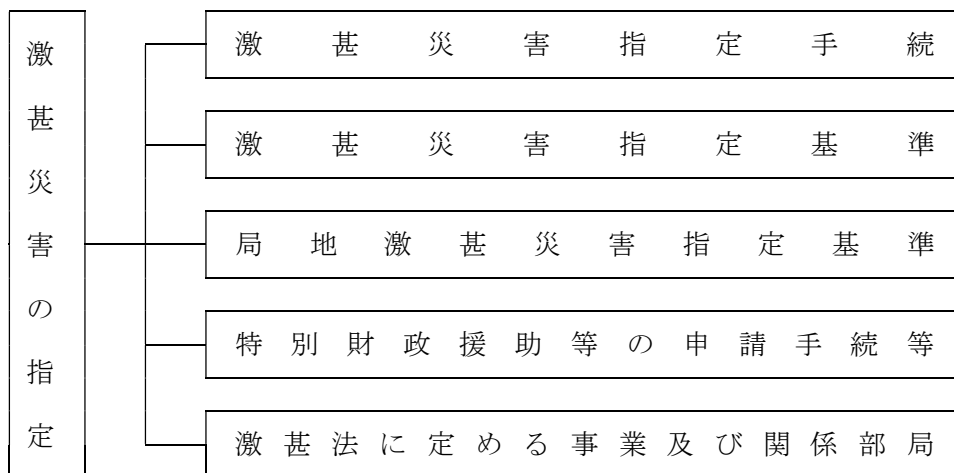 激甚災害の指定
激甚災害指定手続
激甚災害指定基準
局地激甚災害指定基準
特別財政援助等の申請手続等
激甚法に定める事業及び関係部局